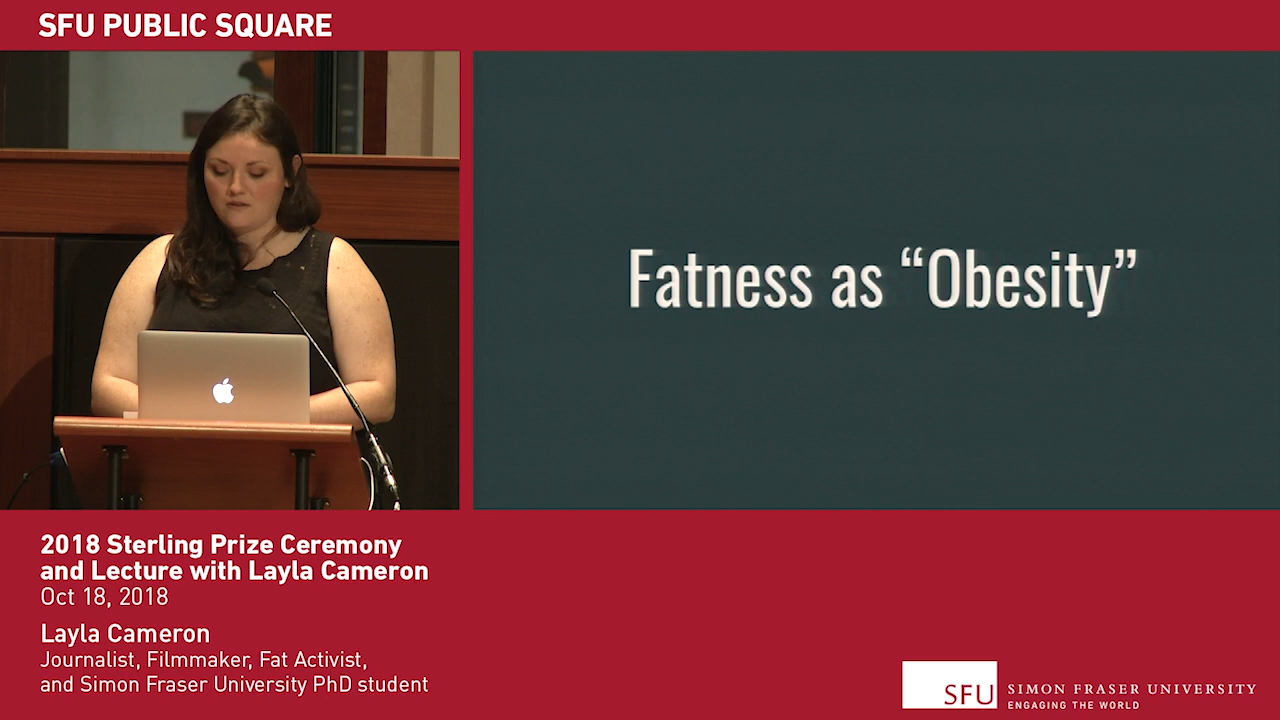 SFU PUBLIC SQUARE
Fatness as “Obesity”
2018 Sterling Prize Ceremony
and Lecture with Layla Cameron
Oct 18, 2018
Layla Cameron
Journalist, Filmmaker, Fat Activist,
and Simon Fraser University PhD student
SFU
SIMON FRASER UNIVERSITY
ENGAGING THE WORLD